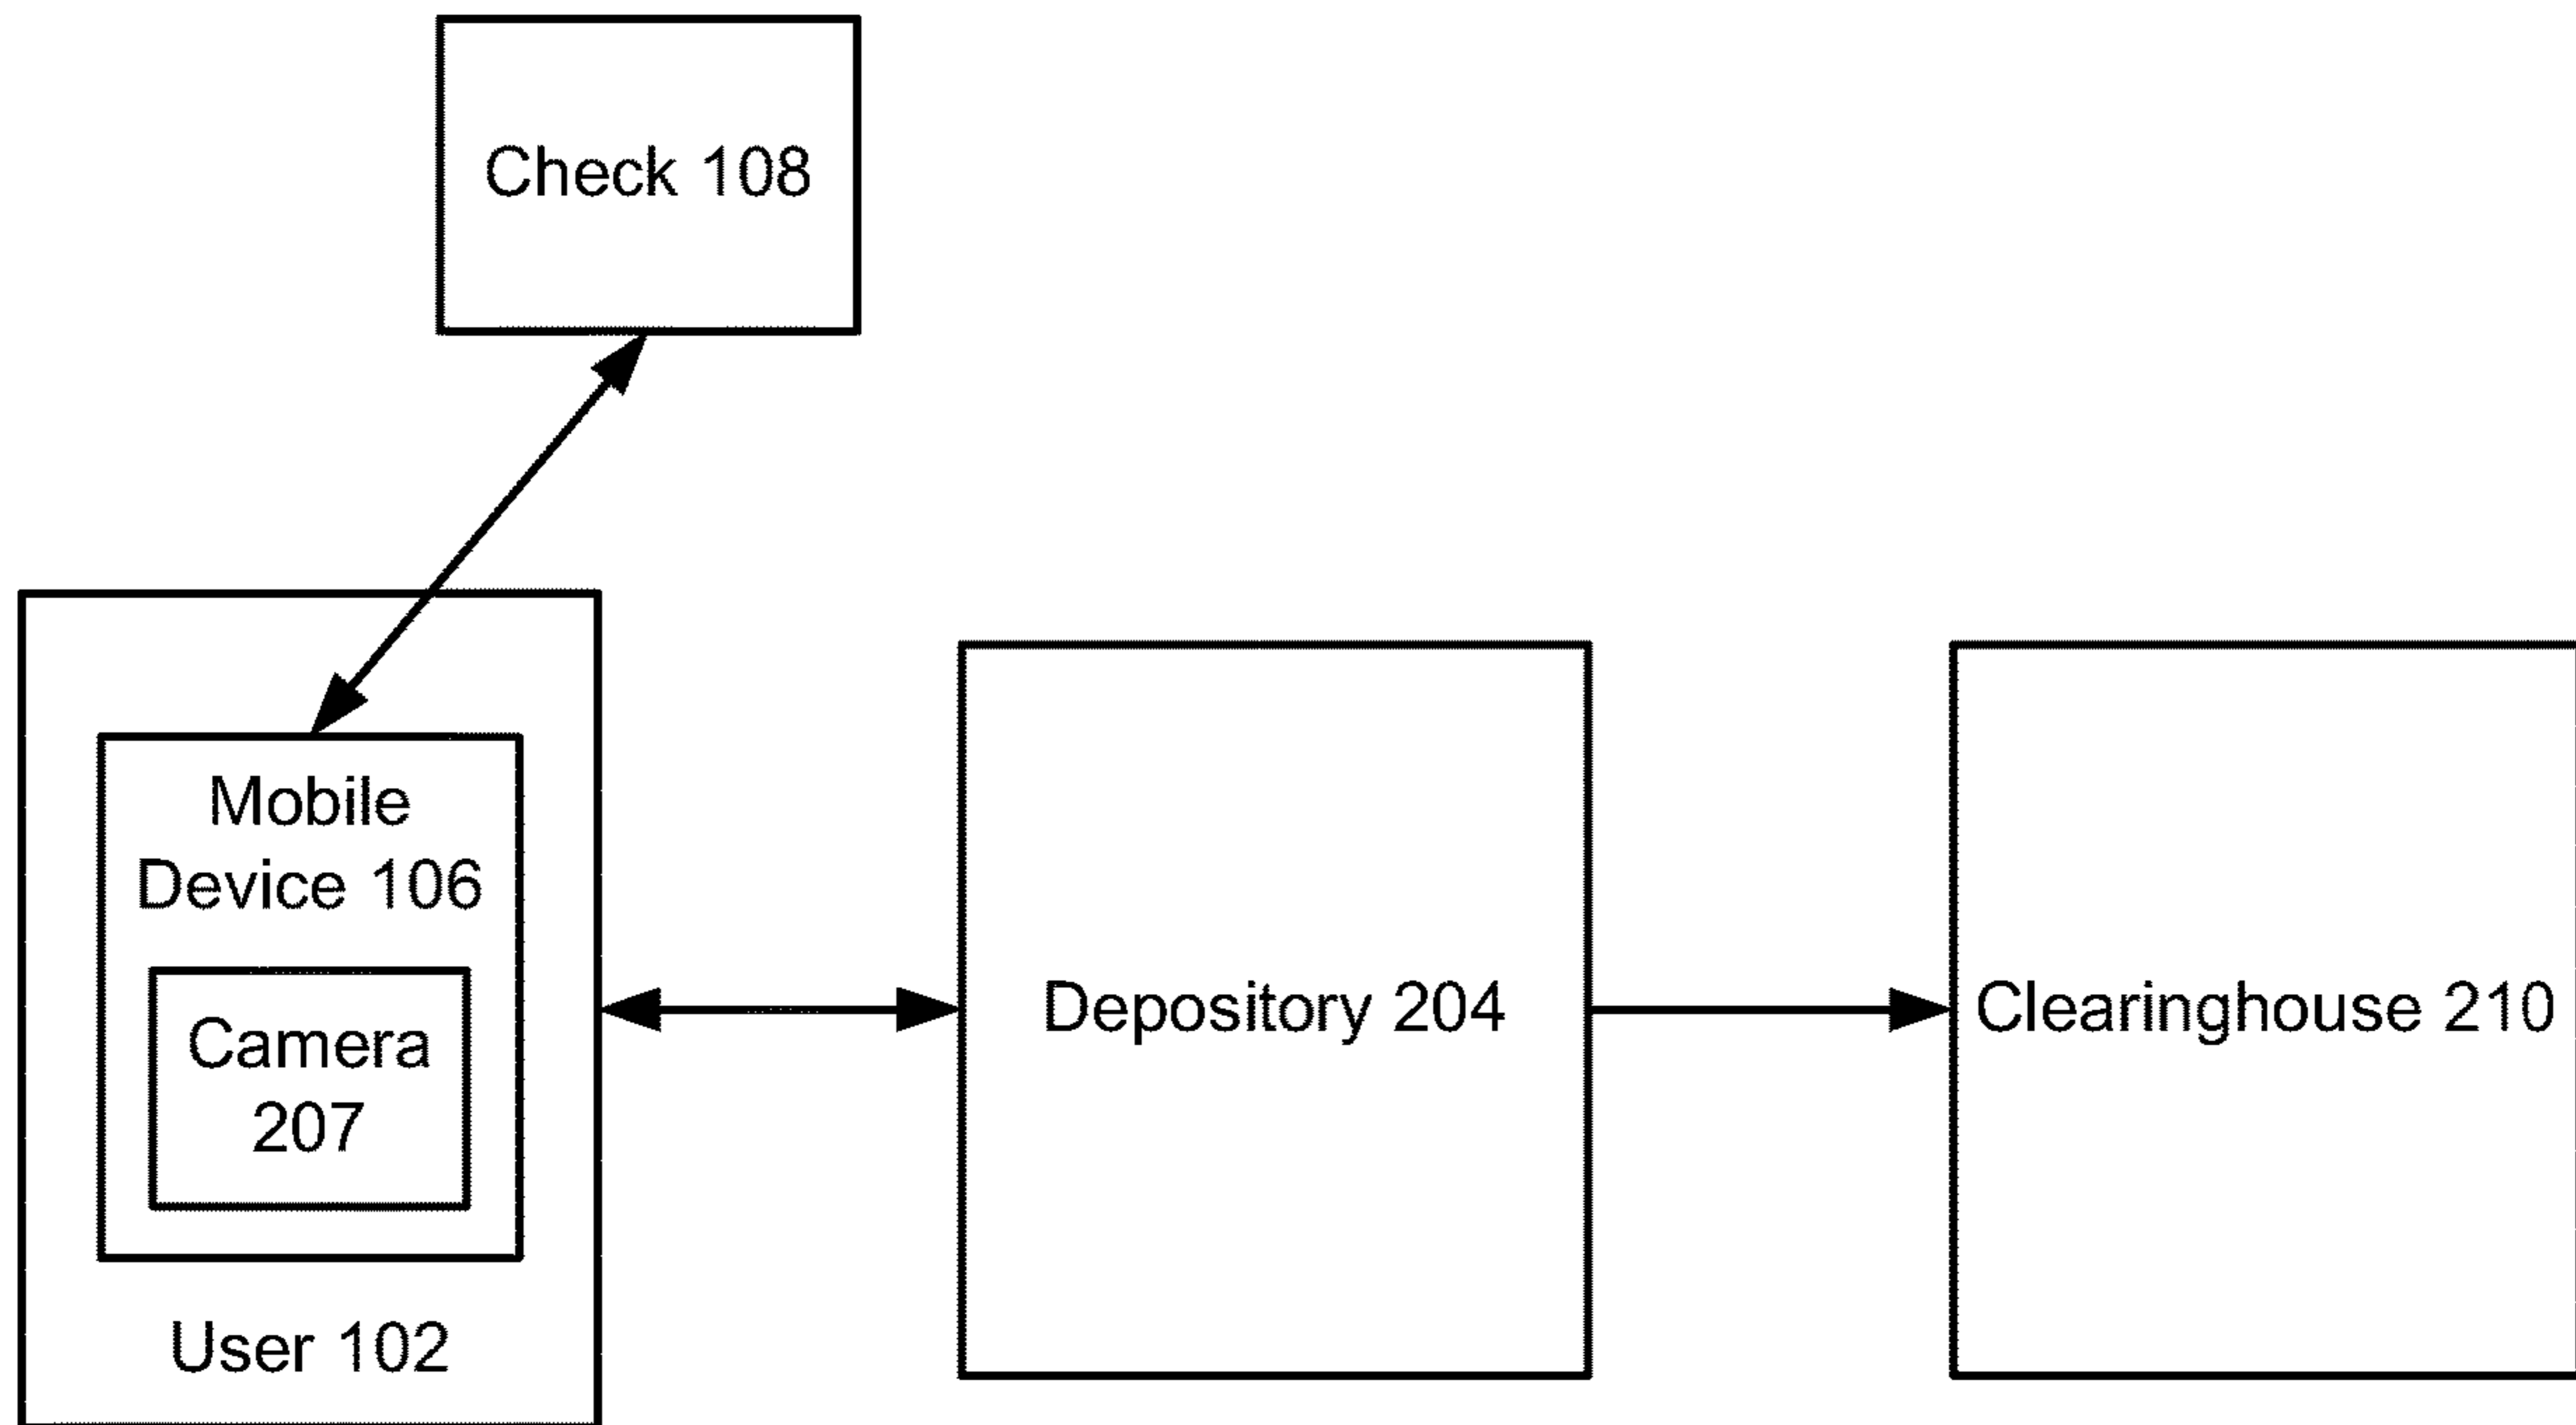 Check 108
Mobile
Device 106
Camera
207
User 102
Depository 204
Clearinghouse 210